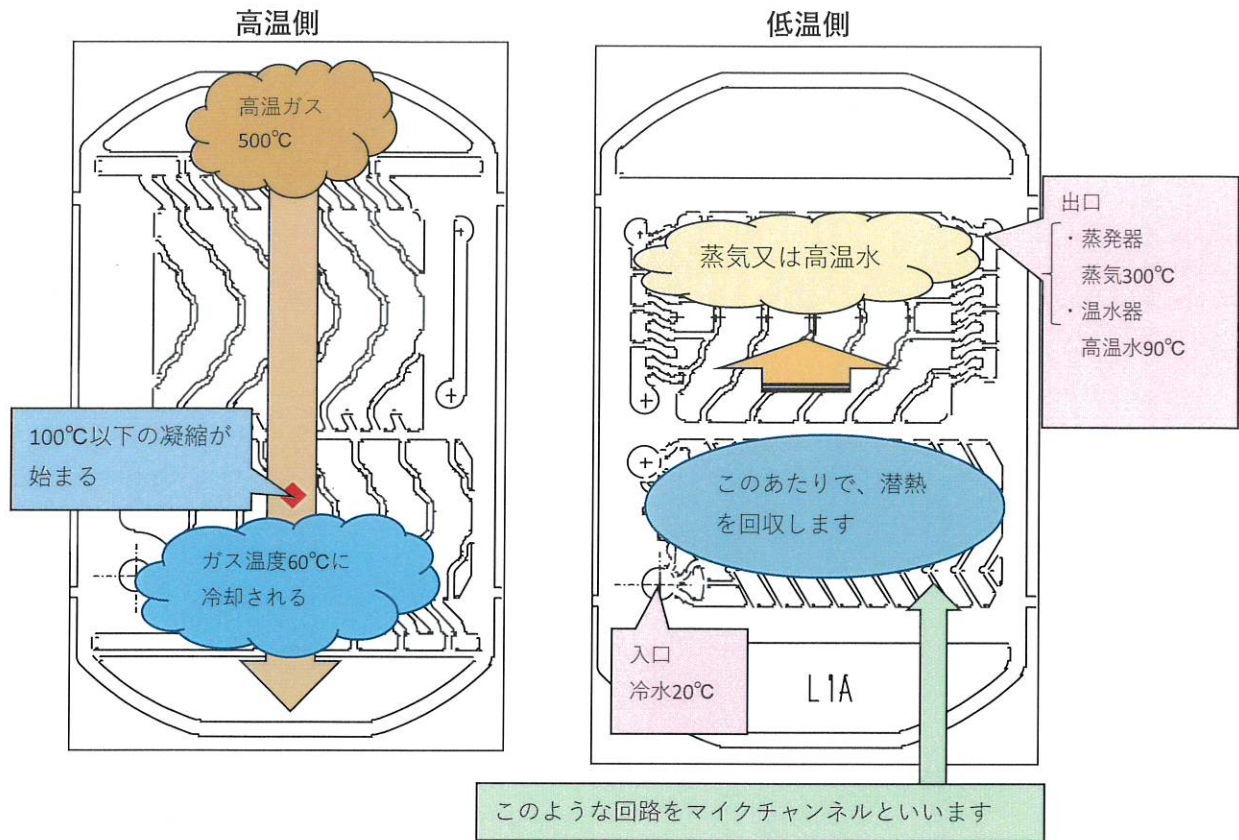 高温側
高温ガス
500℃
100℃以下の凝縮が
始まる
ガス温度60℃に
冷却される
低温側
蒸気又は高温水
出口
・蒸発器
蒸気300℃
・温水器
高温水90℃
このあたりで、潜熱
を回収します
入口
冷水20℃
L1A
このような回路をマイクチャンネルといいます